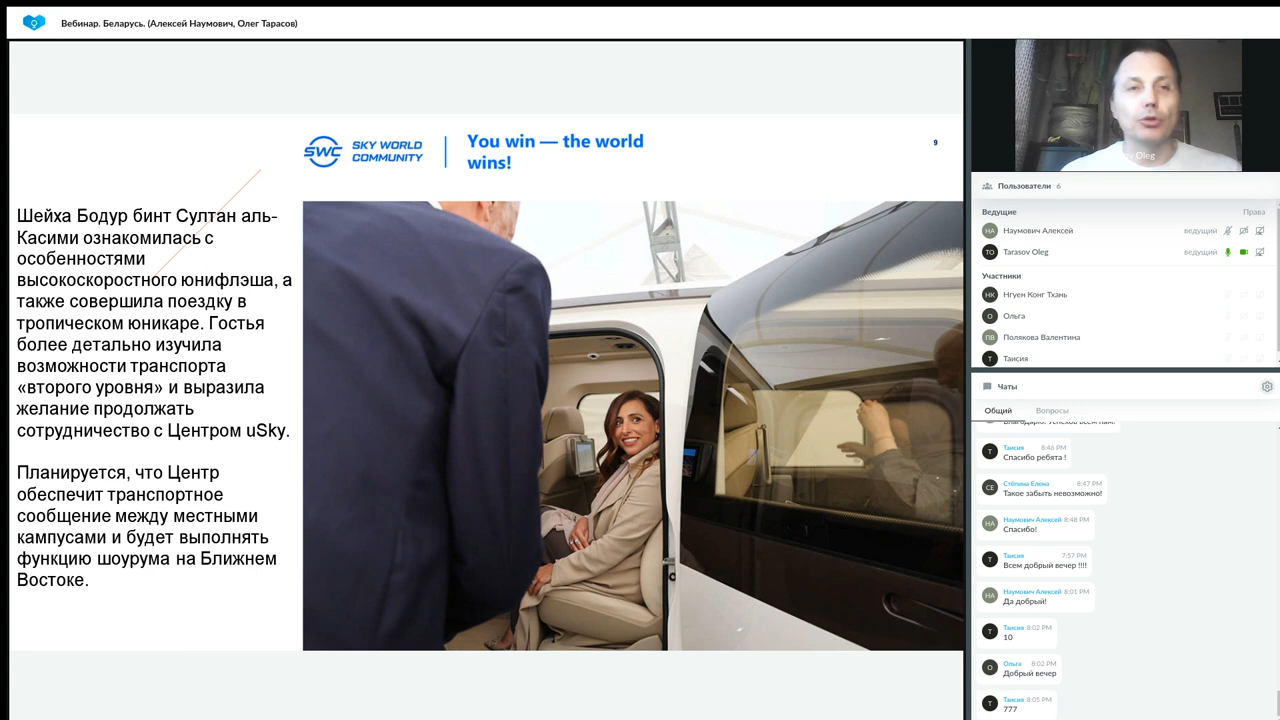 Вебинар. Беларусь. (Алексей Наумович, Олег Тарасов)
SWC
SKY WORLD
COMMUNITY
You win — the world
wins!
9
Шейха Бодур бинт Султан аль-
Касими ознакомилась с
особенностями
высокоскоростного юнифлэша, а
также совершила поездку в
тропическом юникаре. Гостья
более детально изучила
возможности транспорта
«второго уровня» и выразила
желание продолжать
сотрудничество с Центром uSky.
Планируется, что Центр
обеспечит транспортное
сообщение между местными
кампусами и будет выполнять
функцию шоурума на Ближнем
Востоке.
Oleg
Пользователи 6
Ведущие Права
НА Наумович Алексей ведущий
TO Tarasov Oleg ведущий
Участники
НК Нгуен Конг Тхань
О Ольга
ПВ Полякова Валентина
Т Таисия
Чаты
Общий Вопросы
Благодарю! Успехов всем нам!
Т Таисия 8:46 PM
Спасибо ребята !
СЕ Стёпина Елена 8:47 PM
Такое забыть невозможно!
НА Наумович Алексей 8:48 PM
Спасибо!
Т Таисия 7:57 PM
Всем добрый вечер !!!!
НА Наумович Алексей 8:01 PM
Да добрый!
Т Таисия 8:02 PM
10
О Ольга 8:02 PM
Добрый вечер
Т Таисия 8:05 PM
777